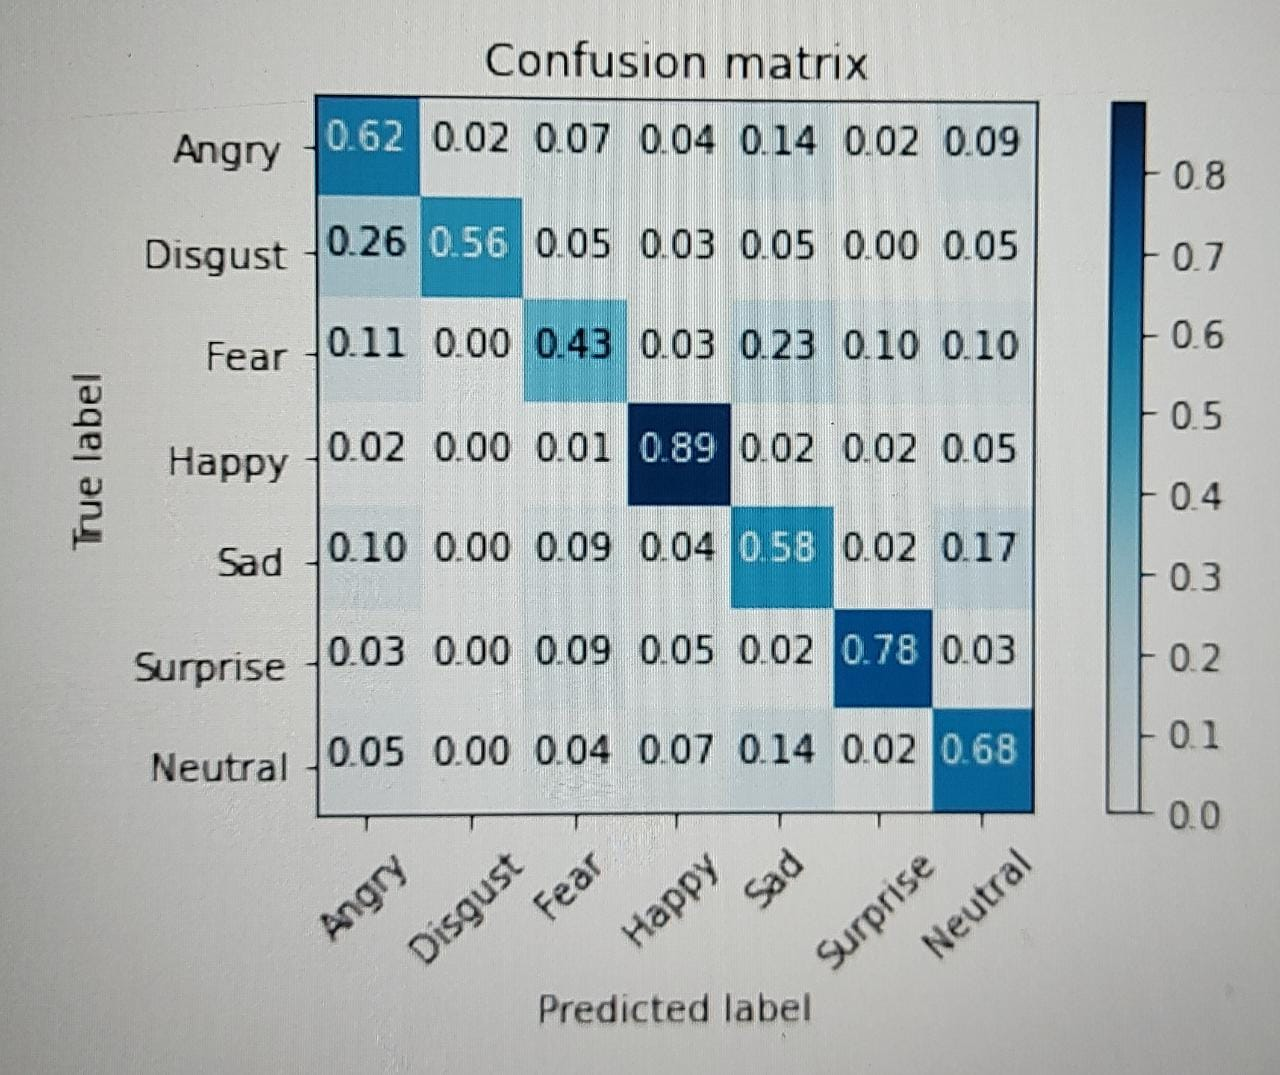 Confusion matrix
Angry 0.62 0.02 0.07 0.04 0.14 0.02 0.09
Disgust 0.26 0.56 0.05 0.03 0.05 0.00 0.05
Fear 0.11 0.00 0.43 0.03 0.23 0.10 0.10
Happy 0.02 0.00 0.01 0.89 0.02 0.02 0.05
Sad 0.10 0.00 0.09 0.04 0.58 0.02 0.17
Surprise 0.03 0.00 0.09 0.05 0.02 0.78 0.03
Neutral 0.05 0.00 0.04 0.07 0.14 0.02 0.68
True label
Angry Disgust Fear Happy Sad Surprise Neutral
Predicted label
0.8
0.7
0.6
0.5
0.4
0.3
0.2
0.1
0.0